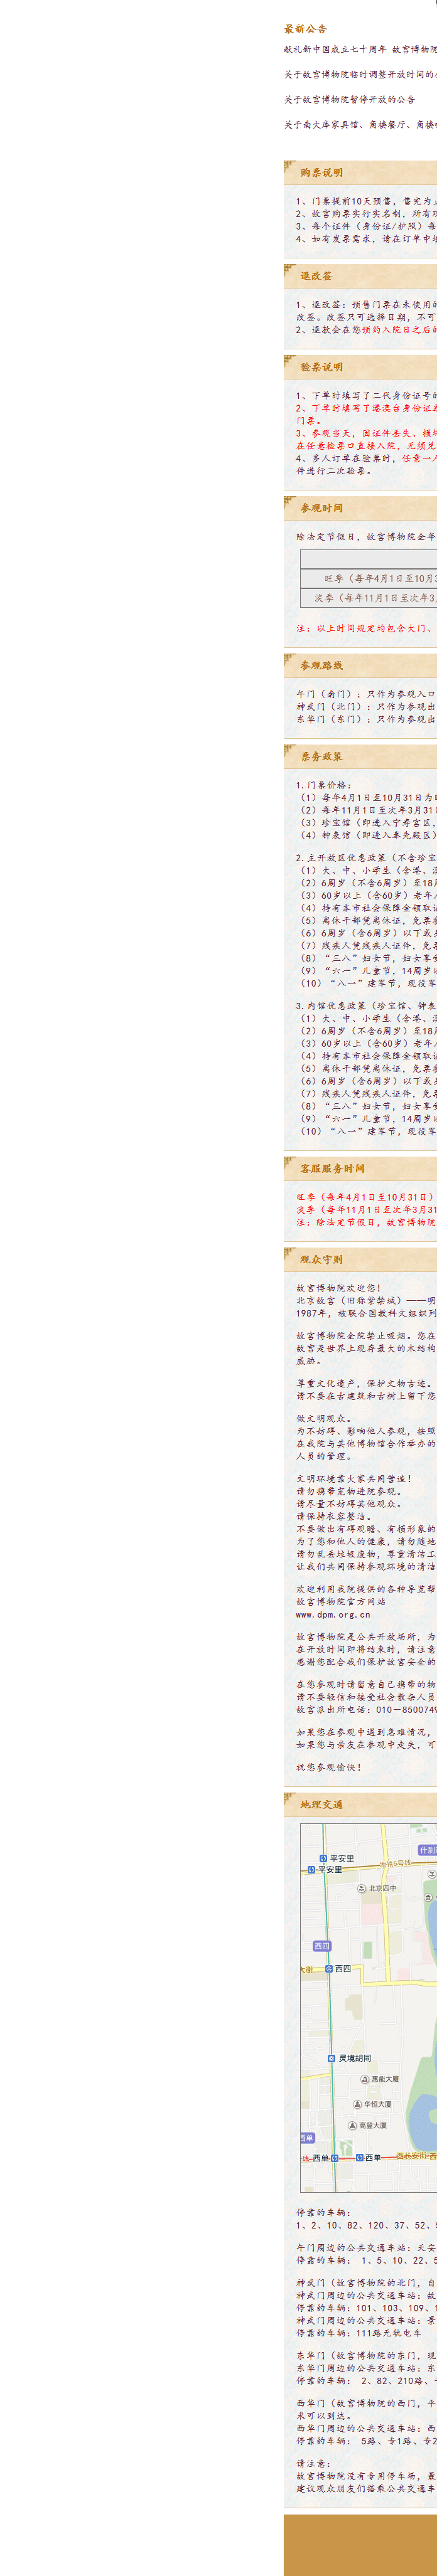 最新公告
献礼新中国成立七十周年 故宫博物院
关于故宫博物院临时调整开放时间的
关于故宫博物院暂停开放的公告
关于南大库家具馆、角楼餐厅、角楼
购票说明
1、门票提前10天预售，售完为
2、故宫购票实行实名制，所有
3、每个证件（身份证/护照）每
4、如有发票需求，请在订单中
退改签
1、退改签：预售门票在未使用的
改签。改签只可选择日期，不可
2、退款会在您预约入院日之后的
验票说明
1、下单时填写了二代身份证号的
2、下单时填写了港澳台身份证
门票。
3、参观当天，因证件丢失、损
在任意检票口直接入院，无须兑
4、多人订单在验票时，任意一人
件进行二次验票。
参观时间
除法定节假日，故宫博物院全年
旺季（每年4月1日至10月3
淡季（每年11月1日至次年3
注：以上时间规定均包含大门、
参观路线
午门（南门）：只作为参观入口
神武门（北门）：只作为参观出
东华门（东门）：只作为参观出
票务政策
1.门票价格：
（1）每年4月1日至10月31日为
（2）每年11月1日至次年3月31
（3）珍宝馆（即进入宁寿宫区，
（4）钟表馆（即进入奉先殿区）
2.主开放区优惠政策（不含珍宝
（1）大、中、小学生（含港、澳
（2）6周岁（不含6周岁）至18
（3）60岁以上（含60岁）老年人
（4）持有本市社会保障金领取证
（5）离休干部凭离休证，免票参
（6）6周岁（含6周岁）以下或
（7）残疾人凭残疾人证件，免票
（8）“三八”妇女节，妇女享受
（9）“六一”儿童节，14周岁以
（10）“八一”建军节，现役军
3.内馆优惠政策（珍宝馆、钟表
（1）大、中、小学生（含港、澳
（2）6周岁（不含6周岁）至18
（3）60岁以上（含60岁）老年人
（4）持有本市社会保障金领取证
（5）离休干部凭离休证，免票参
（6）6周岁（含6周岁）以下或
（7）残疾人凭残疾人证件，免票
（8）“三八”妇女节，妇女享受
（9）“六一”儿童节，14周岁以
（10）“八一”建军节，现役军
客服服务时间
旺季（每年4月1日至10月31日）
淡季（每年11月1日至次年3月31
注：除法定节假日，故宫博物院
观众守则
故宫博物院欢迎您！
北京故宫（旧称紫禁城）——明
1987年，被联合国教科文组织列
故宫博物院全院禁止吸烟。您在
故宫是世界上现存最大的木结构
威胁。
尊重文化遗产，保护文物古迹。
请不要在古建筑和古树上留下您
做文明观众。
为不妨碍、影响他人参观，按照
在我院与其他博物馆合作举办的
人员的管理。
文明环境靠大家共同营造！
请勿携带宠物进院参观。
请尽量不妨碍其他观众。
请保持衣容整洁。
不要做出有碍观瞻、有损形象的
为了您和他人的健康，请勿随地
请勿乱丢垃圾废物，尊重清洁工
让我们共同保持参观环境的清洁
欢迎利用我院提供的各种导览帮
故宫博物院官方网站
www.dpm.org.cn
故宫博物院是公共开放场所，为
在开放时间即将结束时，请注意
感谢您配合我们保护故宫安全的
在您参观时请留意自己携带的物
请不要轻信和接受社会散杂人员
故宫派出所电话：010－8500749
如果您在参观中遇到急难情况，
如果您与亲友在参观中走失，可
祝您参观愉快！
地理交通
平安里
平安里
地铁6号线
什刹
北京四中
西四
西四
大街
灵境胡同
惠能大厦
华恒大厦
高登大厦
西单
线
西单
西单
西长安街
停靠的车辆：
1、2、10、82、120、37、52、
午门周边的公共交通车站：天安
停靠的车辆： 1、5、10、22、5
神武门（故宫博物院的北门，自
神武门周边的公共交通车站：故
停靠的车辆：101、103、109、1
神武门周边的公共交通车站：景
停靠的车辆：111路无轨电车
东华门（故宫博物院的东门，现
东华门周边的公共交通车站：东
停靠的车辆： 2、82、210路、
西华门（故宫博物院的西门，平
米可以到达。
西华门周边的公共交通车站：西
停靠的车辆： 5路、专1路、专2
请注意：
故宫博物院没有专用停车场，最
建议观众朋友们搭乘公共交通车